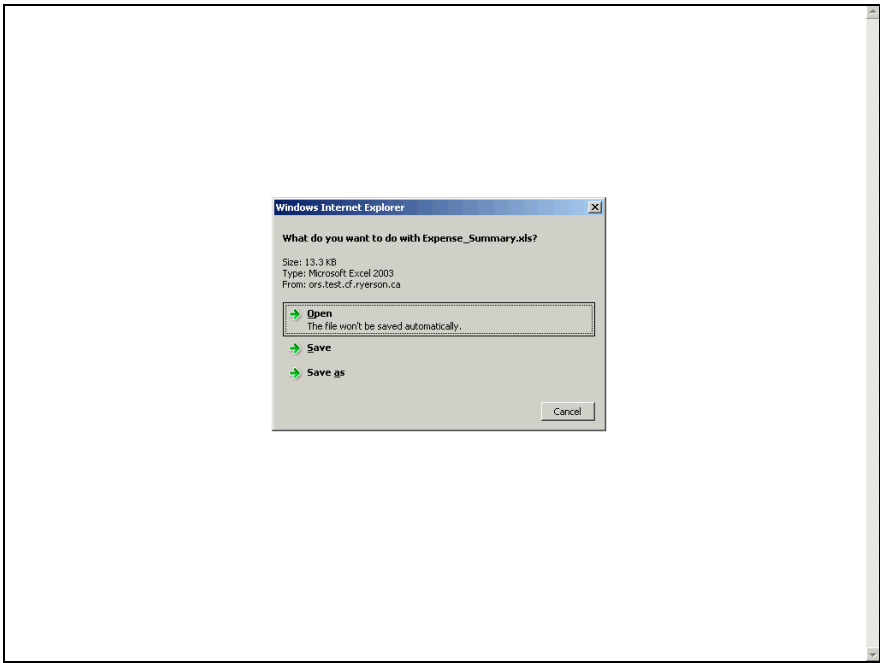 Windows Internet Explorer
What do you want to do with Expense_Summary.xls?
Size: 13.3 KB
Type: Microsoft Excel 2003
From: ors.test.cf.ryerson.ca
Open
The file won't be saved automatically.
Save
Save as
Cancel